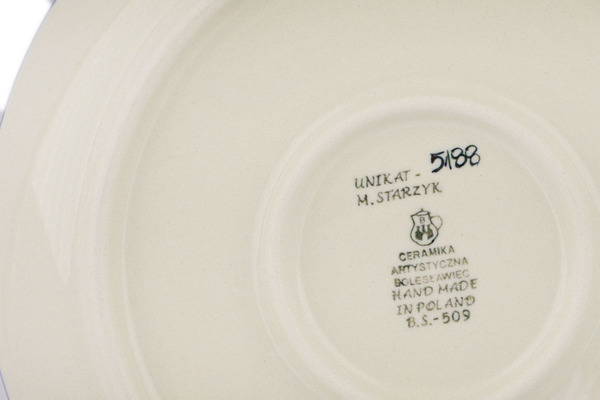 UNIKAT - 5188
M. STARZYK
B
CERAMIKA
ARTYSTYCZNA
BOLESŁAWIEC
HAND MADE
IN POLAND
B.S.-509